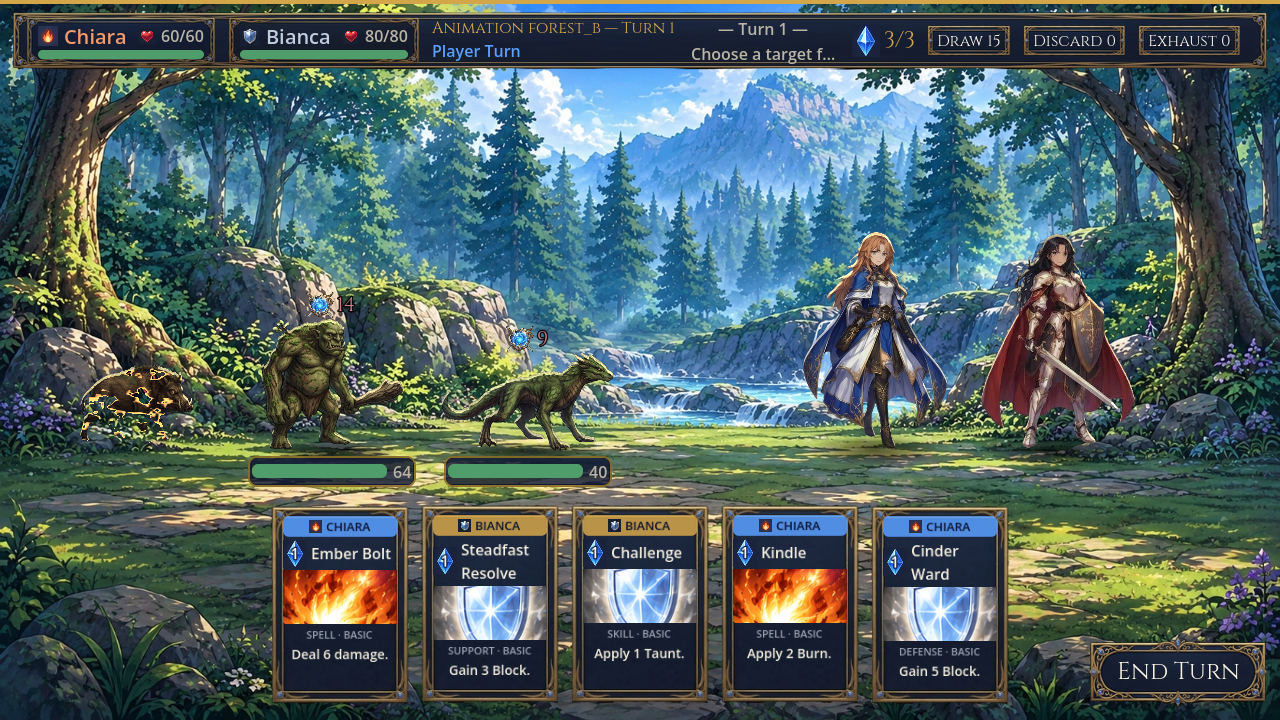 Chiara 60/60
Bianca 80/80
Animation forest_b — Turn 1
Player Turn
— Turn 1 —
Choose a target f...
3/3
Draw 15
Discard 0
Exhaust 0
14
9
64
40
CHIARA
1 Ember Bolt
SPELL · BASIC
Deal 6 damage.
BIANCA
1 Steadfast
Resolve
SUPPORT · BASIC
Gain 3 Block.
BIANCA
1 Challenge
SKILL · BASIC
Apply 1 Taunt.
CHIARA
1 Kindle
SPELL · BASIC
Apply 2 Burn.
CHIARA
1 Cinder
Ward
DEFENSE · BASIC
Gain 5 Block.
End Turn